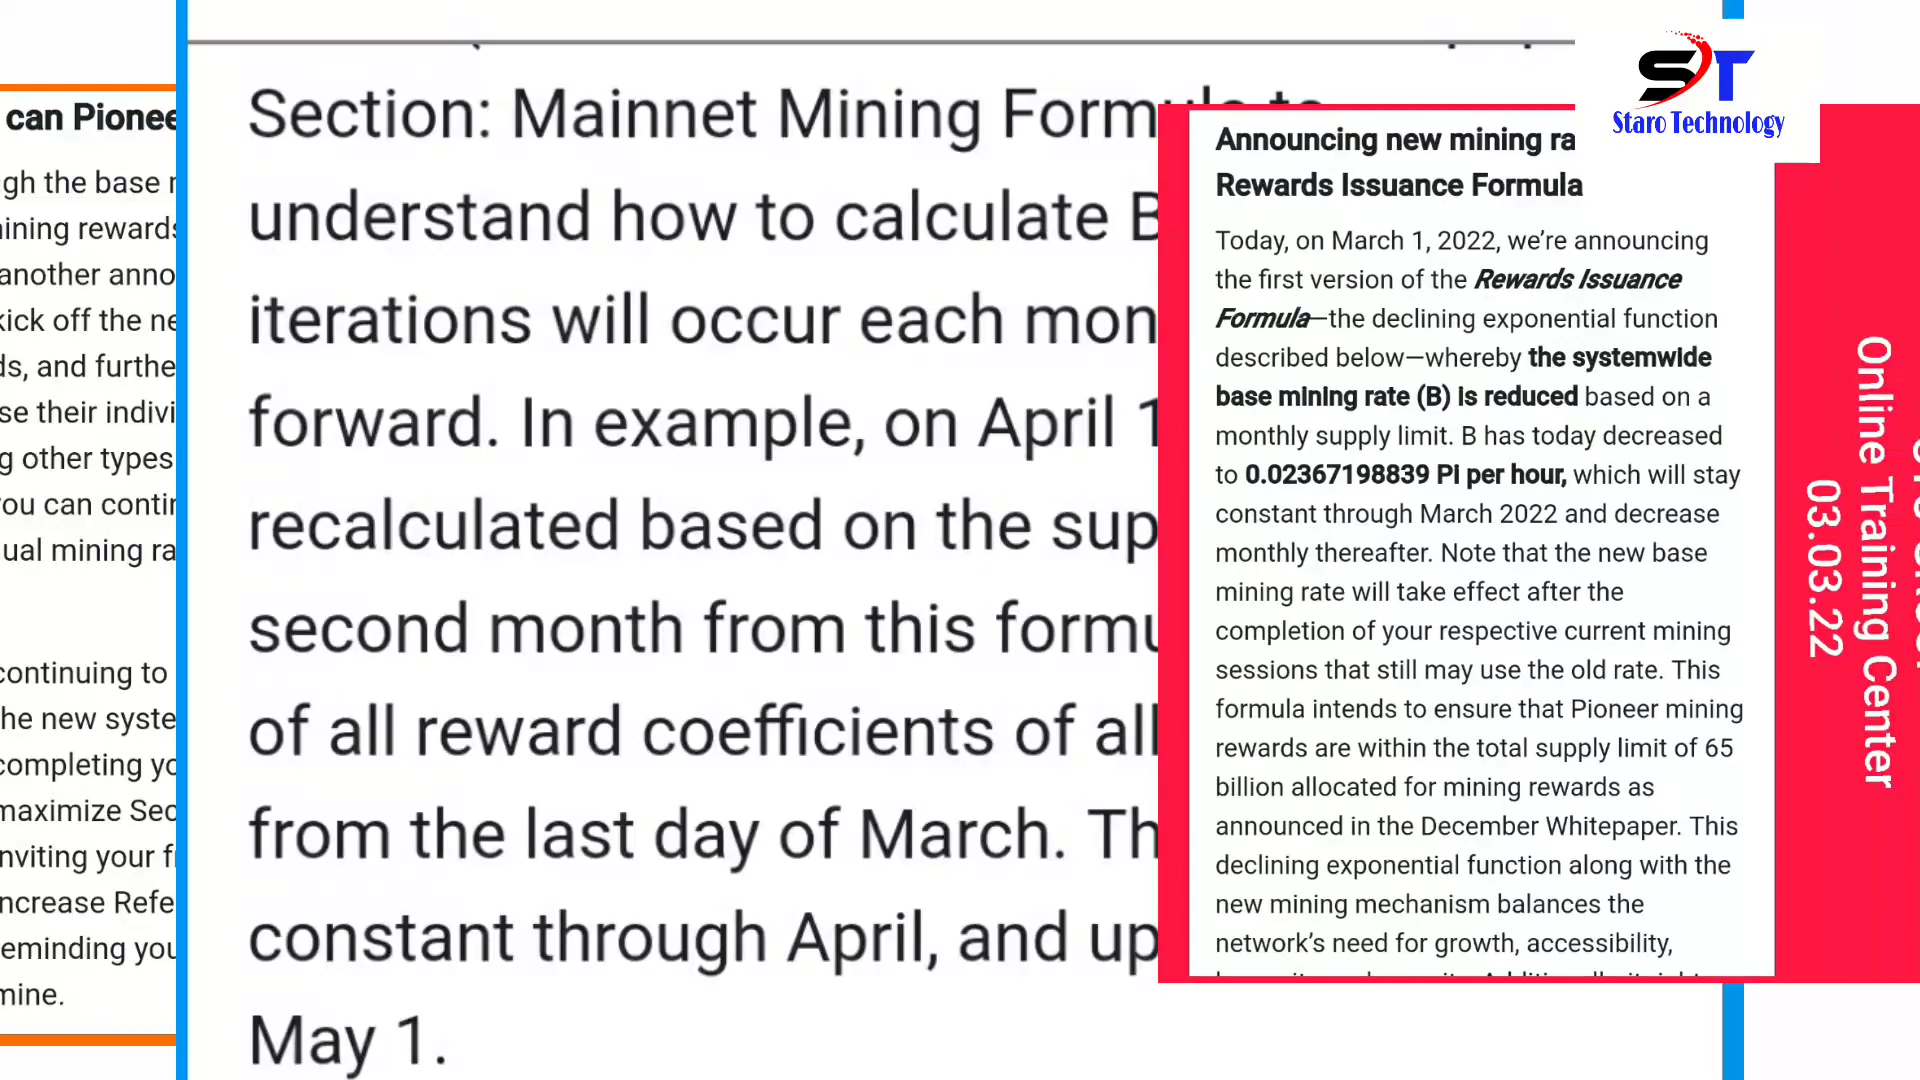 can Pionee
gh the base
ining rewards
another anno
kick off the ne
ds, and furthe
se their indivi
g other types
you can contin
ual mining ra
continuing to
he new syste
completing yo
maximize Sec
nviting your f
ncrease Refe
eminding you
mine.
Section: Mainnet Mining Formula to
understand how to calculate B
iterations will occur each mon
forward. In example, on April 1
recalculated based on the sup
second month from this formu
of all reward coefficients of all
from the last day of March. Th
constant through April, and up
May 1.
Announcing new mining ra
Rewards Issuance Formula
Today, on March 1, 2022, we’re announcing
the first version of the Rewards Issuance
Formula—the declining exponential function
described below—whereby the systemwide
base mining rate (B) is reduced based on a
monthly supply limit. B has today decreased
to 0.02367198839 Pi per hour, which will stay
constant through March 2022 and decrease
monthly thereafter. Note that the new base
mining rate will take effect after the
completion of your respective current mining
sessions that still may use the old rate. This
formula intends to ensure that Pioneer mining
rewards are within the total supply limit of 65
billion allocated for mining rewards as
announced in the December Whitepaper. This
declining exponential function along with the
new mining mechanism balances the
network’s need for growth, accessibility,
ST
Staro Technology
Online Training Center
03.03.22